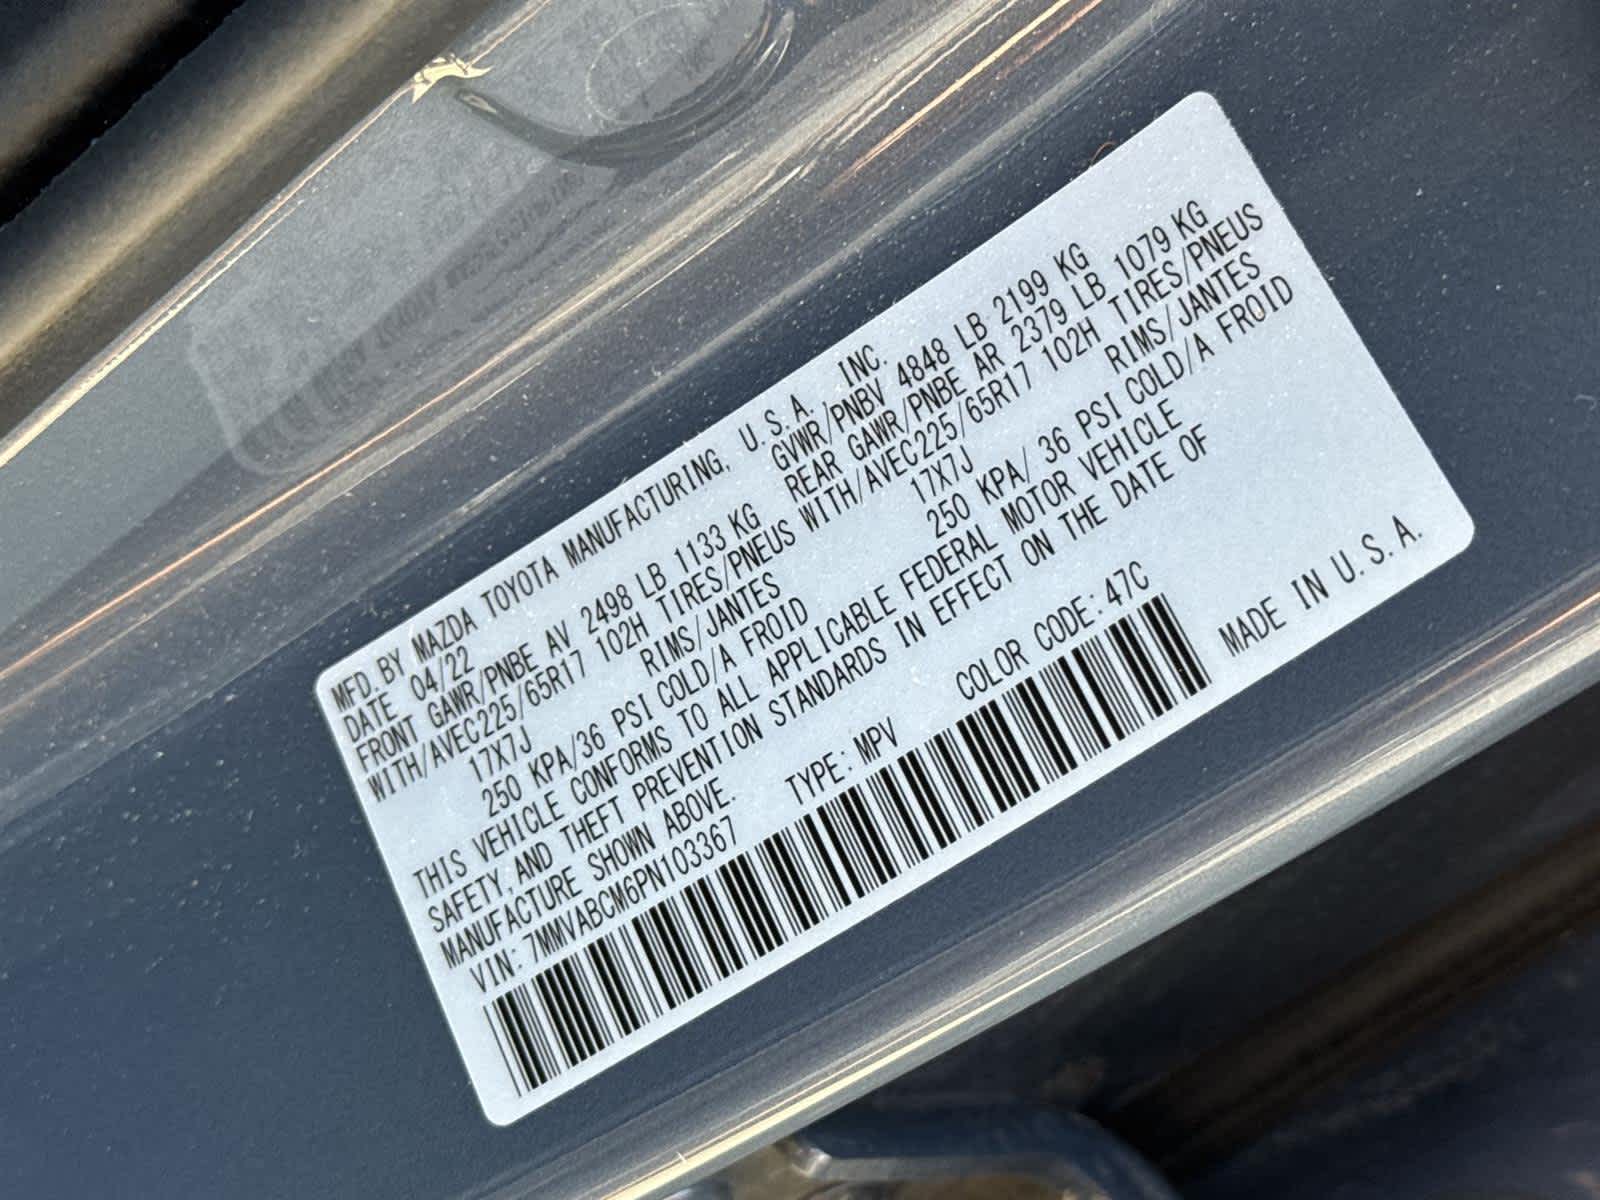 MFD. BY MAZDA TOYOTA MANUFACTURING, U.S.A. INC.
DATE 04/22 GVWR/PNBV 4848 LB 2199 KG
FRONT GAWR/PNBE AV 2498 LB 1133 KG REAR GAWR/PNBE AR 2379 LB 1079 KG
WITH/AVEC225/65R17 102H TIRES/PNEUS WITH/AVEC225/65R17 102H TIRES/PNEUS
17X7J RIMS/JANTES 17X7J RIMS/JANTES
250 KPA/36 PSI COLD/A FROID 250 KPA/ 36 PSI COLD/A FROID
THIS VEHICLE CONFORMS TO ALL APPLICABLE FEDERAL MOTOR VEHICLE
SAFETY, AND THEFT PREVENTION STANDARDS IN EFFECT ON THE DATE OF
MANUFACTURE SHOWN ABOVE.
VIN: 7MMVABCM6PN103367 TYPE: MPV COLOR CODE: 47C
MADE IN U.S.A.